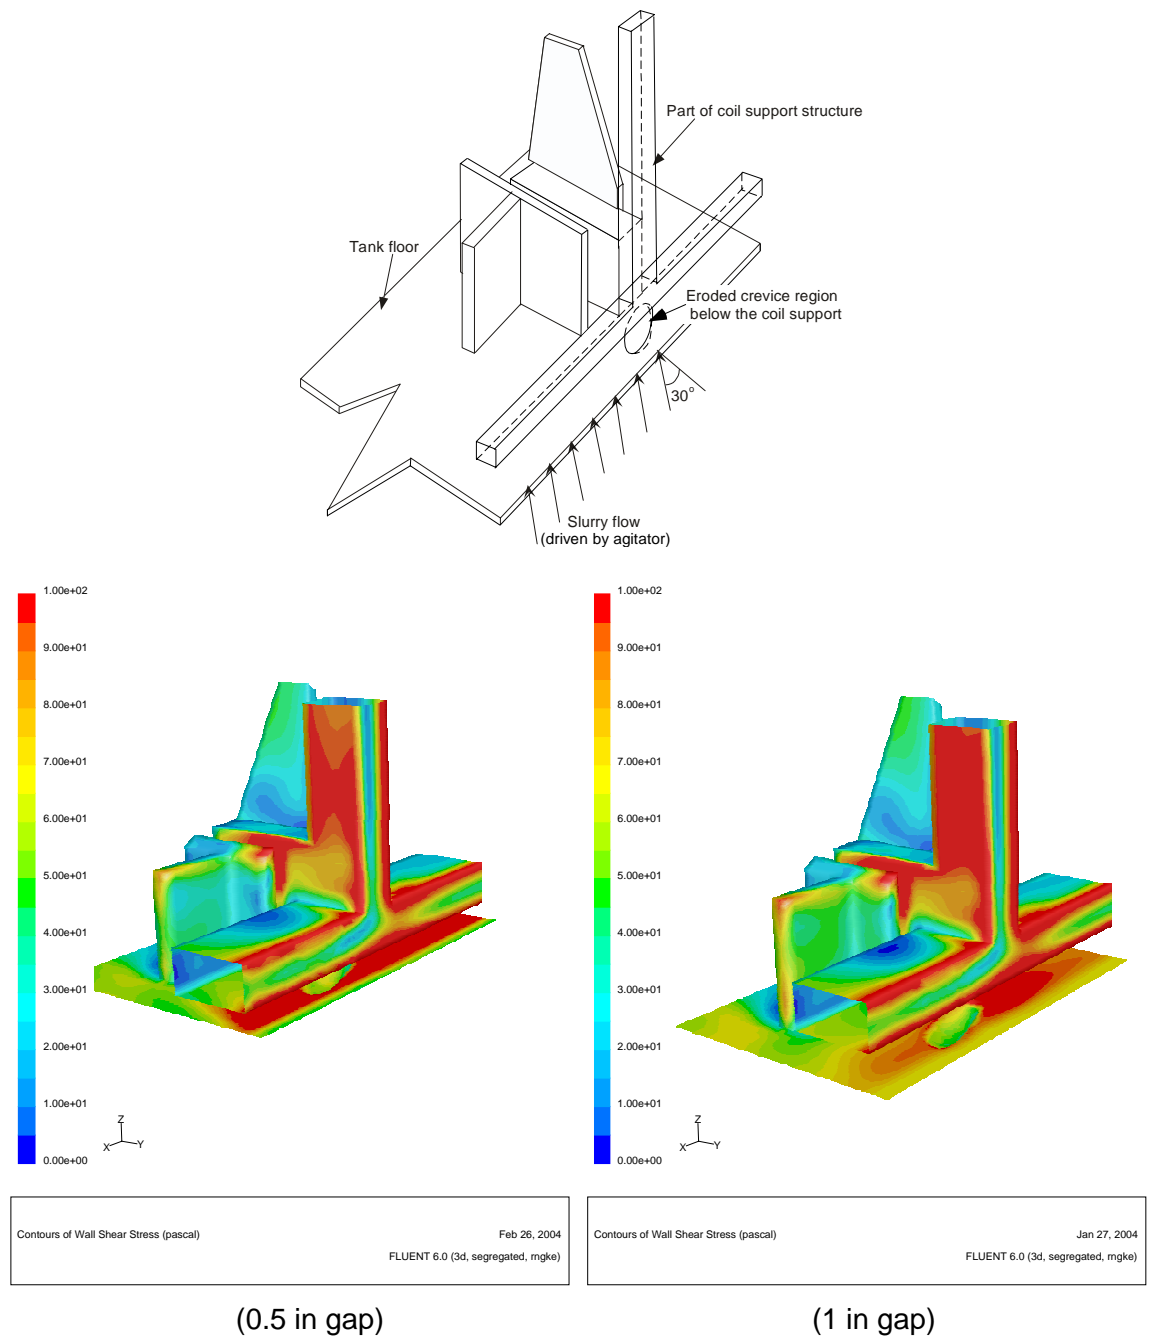 Part of coil support structure
Tank floor
Eroded crevice region
below the coil support
30°
Slurry flow
(driven by agitator)
1.00e+02
9.00e+01
8.00e+01
7.00e+01
6.00e+01
5.00e+01
4.00e+01
3.00e+01
2.00e+01
1.00e+01
0.00e+00
Z
X
Y
Contours of Wall Shear Stress (pascal)
Feb 26, 2004
FLUENT 6.0 (3d, segregated, rngke)
(0.5 in gap)
1.00e+02
9.00e+01
8.00e+01
7.00e+01
6.00e+01
5.00e+01
4.00e+01
3.00e+01
2.00e+01
1.00e+01
0.00e+00
Z
X
Y
Contours of Wall Shear Stress (pascal)
Jan 27, 2004
FLUENT 6.0 (3d, segregated, rngke)
(1 in gap)